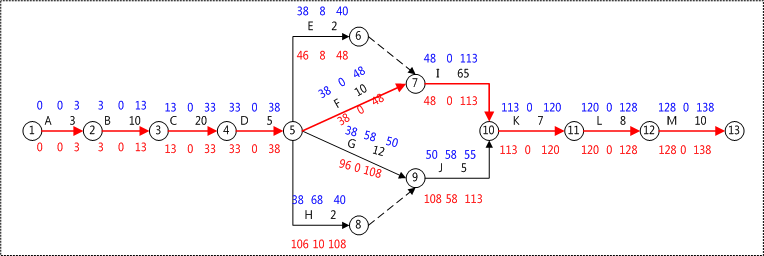 38 8 40
E 2
6
46 8 48
48 0 113
I 65
7
48 0 113
38 0 48
F 10
38 0 48
0 0 3 3 0 13 13 0 33 33 0 38
A 3 B 10 C 20 D 5
1 2 3 4 5
0 0 3 3 0 13 13 0 33 33 0 38
113 0 120 120 0 128 128 0 138
K 7 L 8 M 10
10 11 12 13
113 0 120 120 0 128 128 0 138
38 58 50
G 12
96 0 108
50 58 55
J 5
9
108 58 113
38 68 40
H 2
8
106 10 108